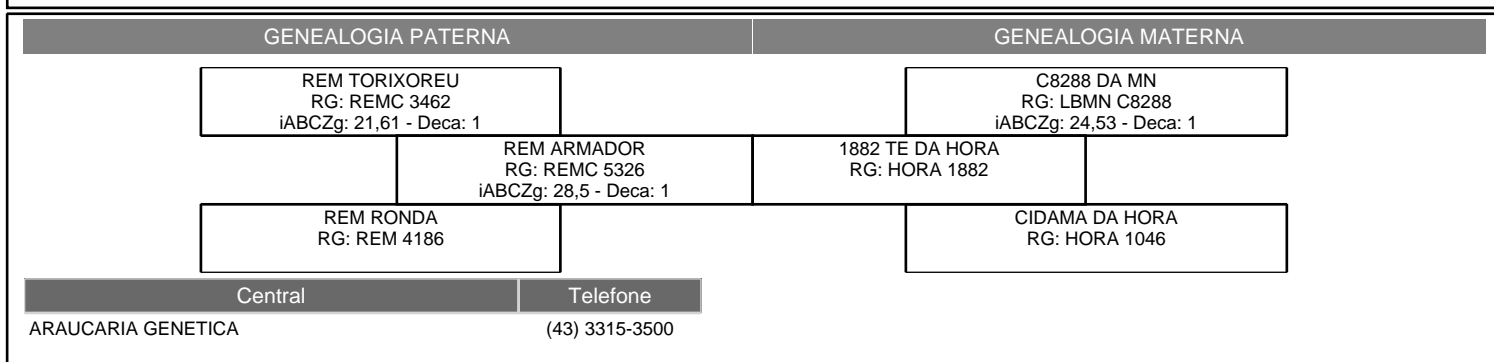 GENEALOGIA PATERNA
GENEALOGIA MATERNA
REM TORIXOREU
RG: REMC 3462
iABCZg: 21,61 - Deca: 1
C8288 DA MN
RG: LBMN C8288
iABCZg: 24,53 - Deca: 1
REM ARMADOR
RG: REMC 5326
iABCZg: 28,5 - Deca: 1
1882 TE DA HORA
RG: HORA 1882
REM RONDA
RG: REM 4186
CIDAMA DA HORA
RG: HORA 1046
Central
Telefone
ARAUCARIA GENETICA
(43) 3315-3500